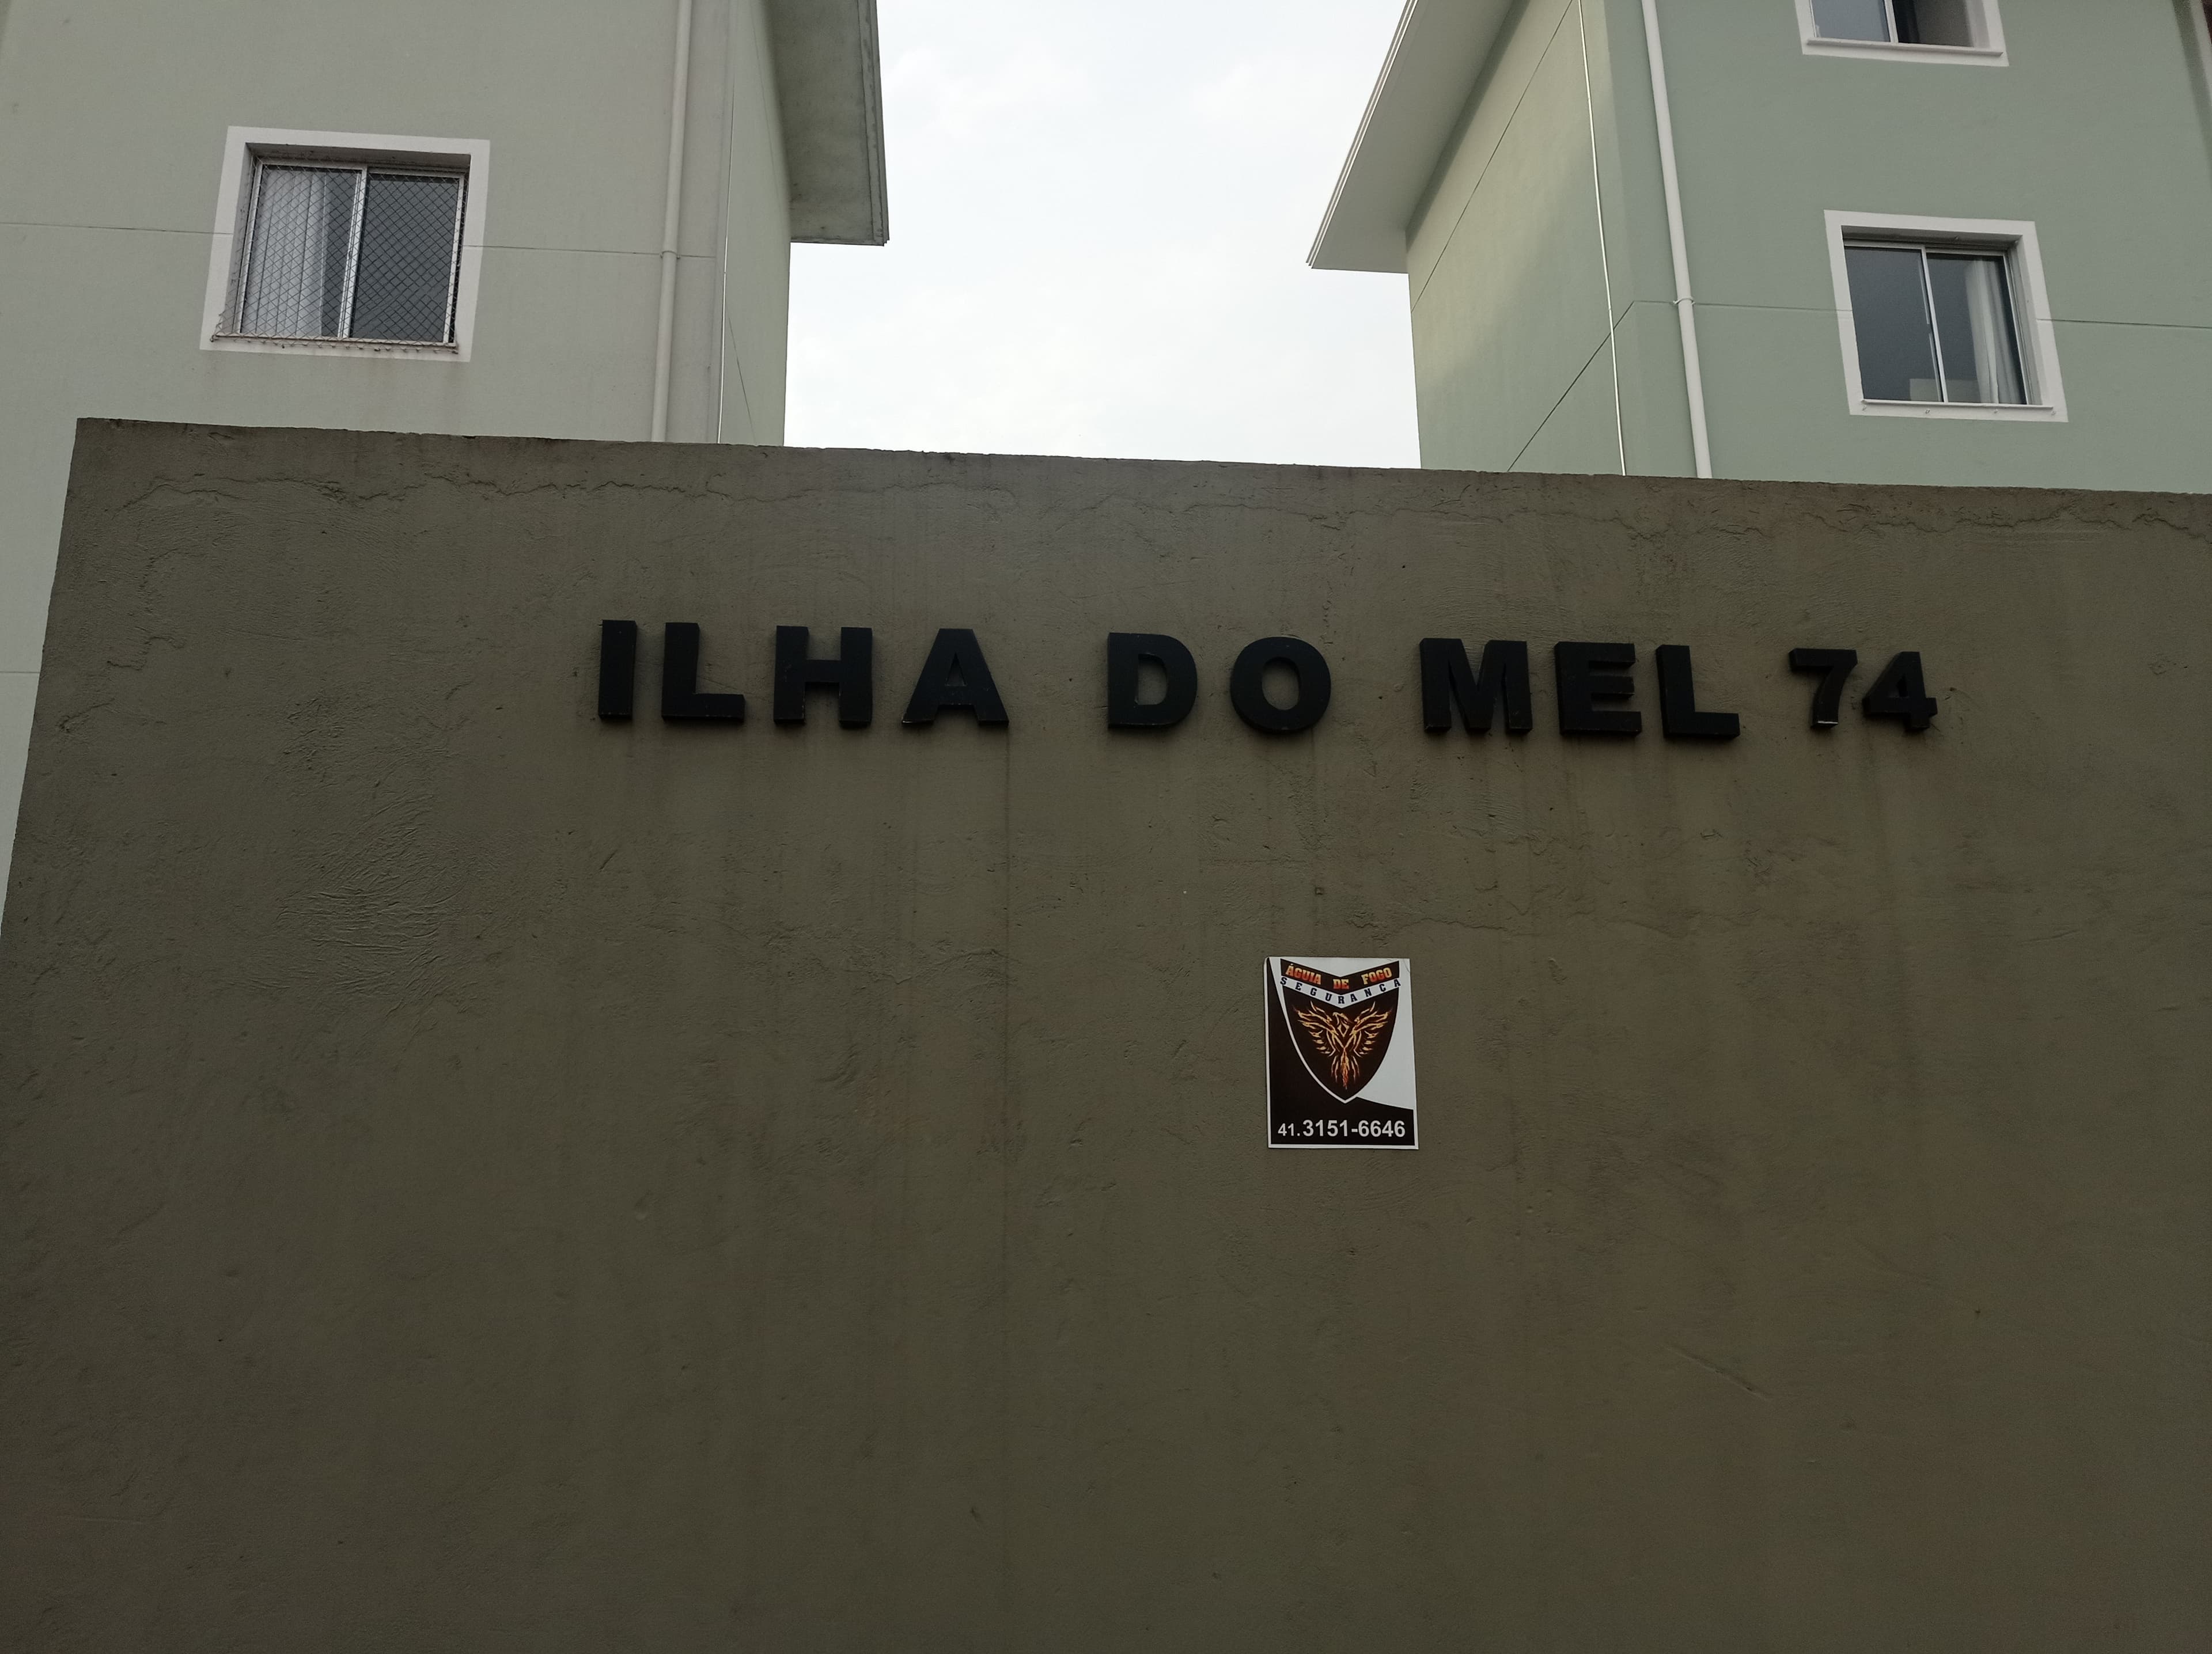 ILHA DO MEL 74
ÁGUIA DE FOGO
SEGURANÇA
41.3151-6646